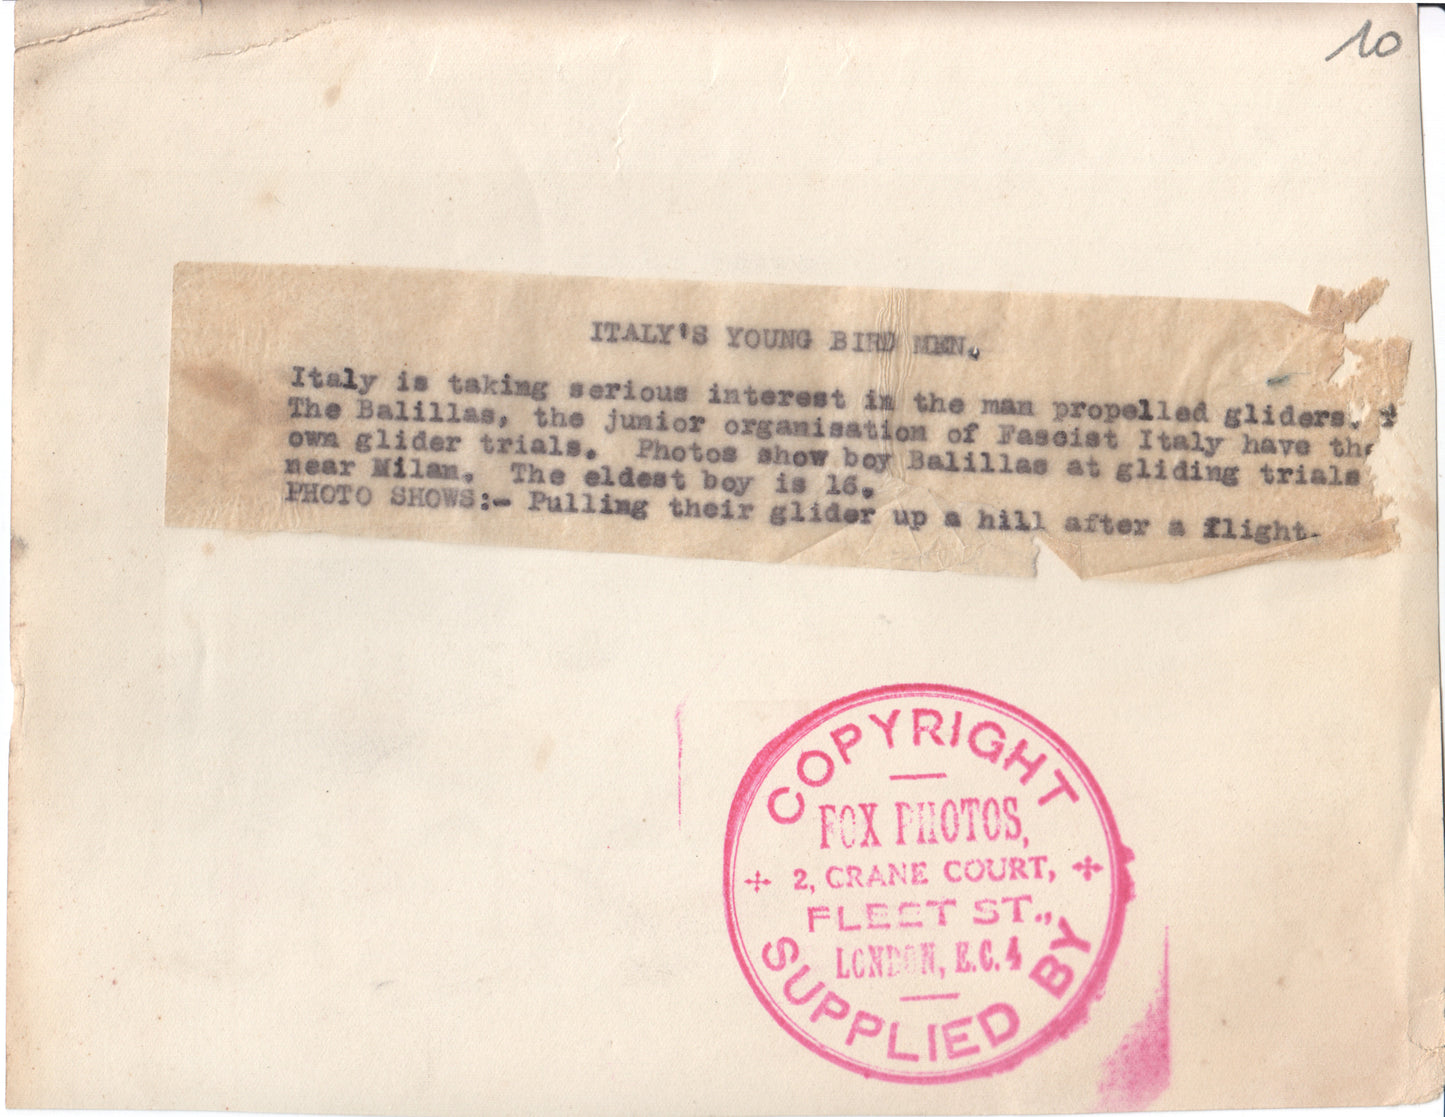 10
ITALY'S YOUNG BIRD MEN.
Italy is taking serious interest in the man propelled gliders.
The Balillas, the junior organisation of Fascist Italy have
own glider trials. Photos show boy Balillas at gliding trials
near Milan. The eldest boy is 16.
PHOTO SHOWS:- Pulling their glider up a hill after a flight.
COPYRIGHT
FOX PHOTOS,
2, CRANE COURT,
FLEET ST.,
LONDON, E.C.4
SUPPLIED BY